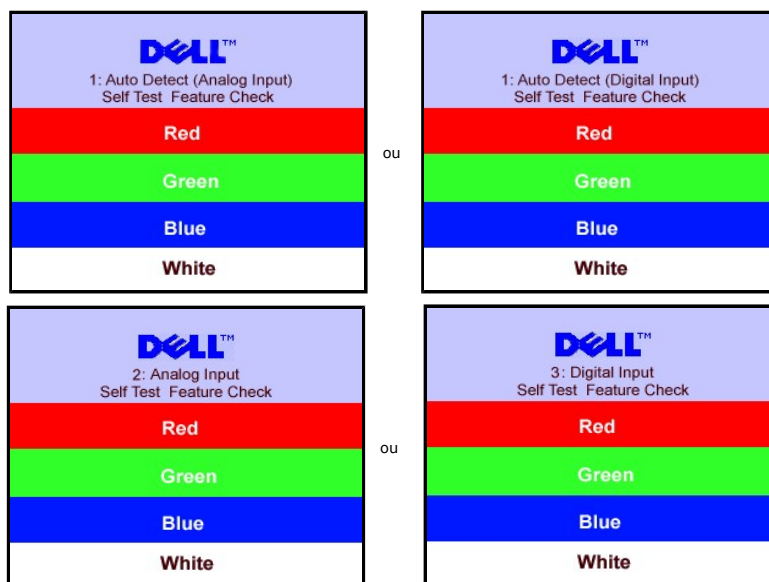 DELL™
1: Auto Detect (Analog Input)
Self Test Feature Check
Red
Green
Blue
White
ou
DELL™
1: Auto Detect (Digital Input)
Self Test Feature Check
Red
Green
Blue
White
DELL™
2: Analog Input
Self Test Feature Check
Red
Green
Blue
White
ou
DELL™
3: Digital Input
Self Test Feature Check
Red
Green
Blue
White